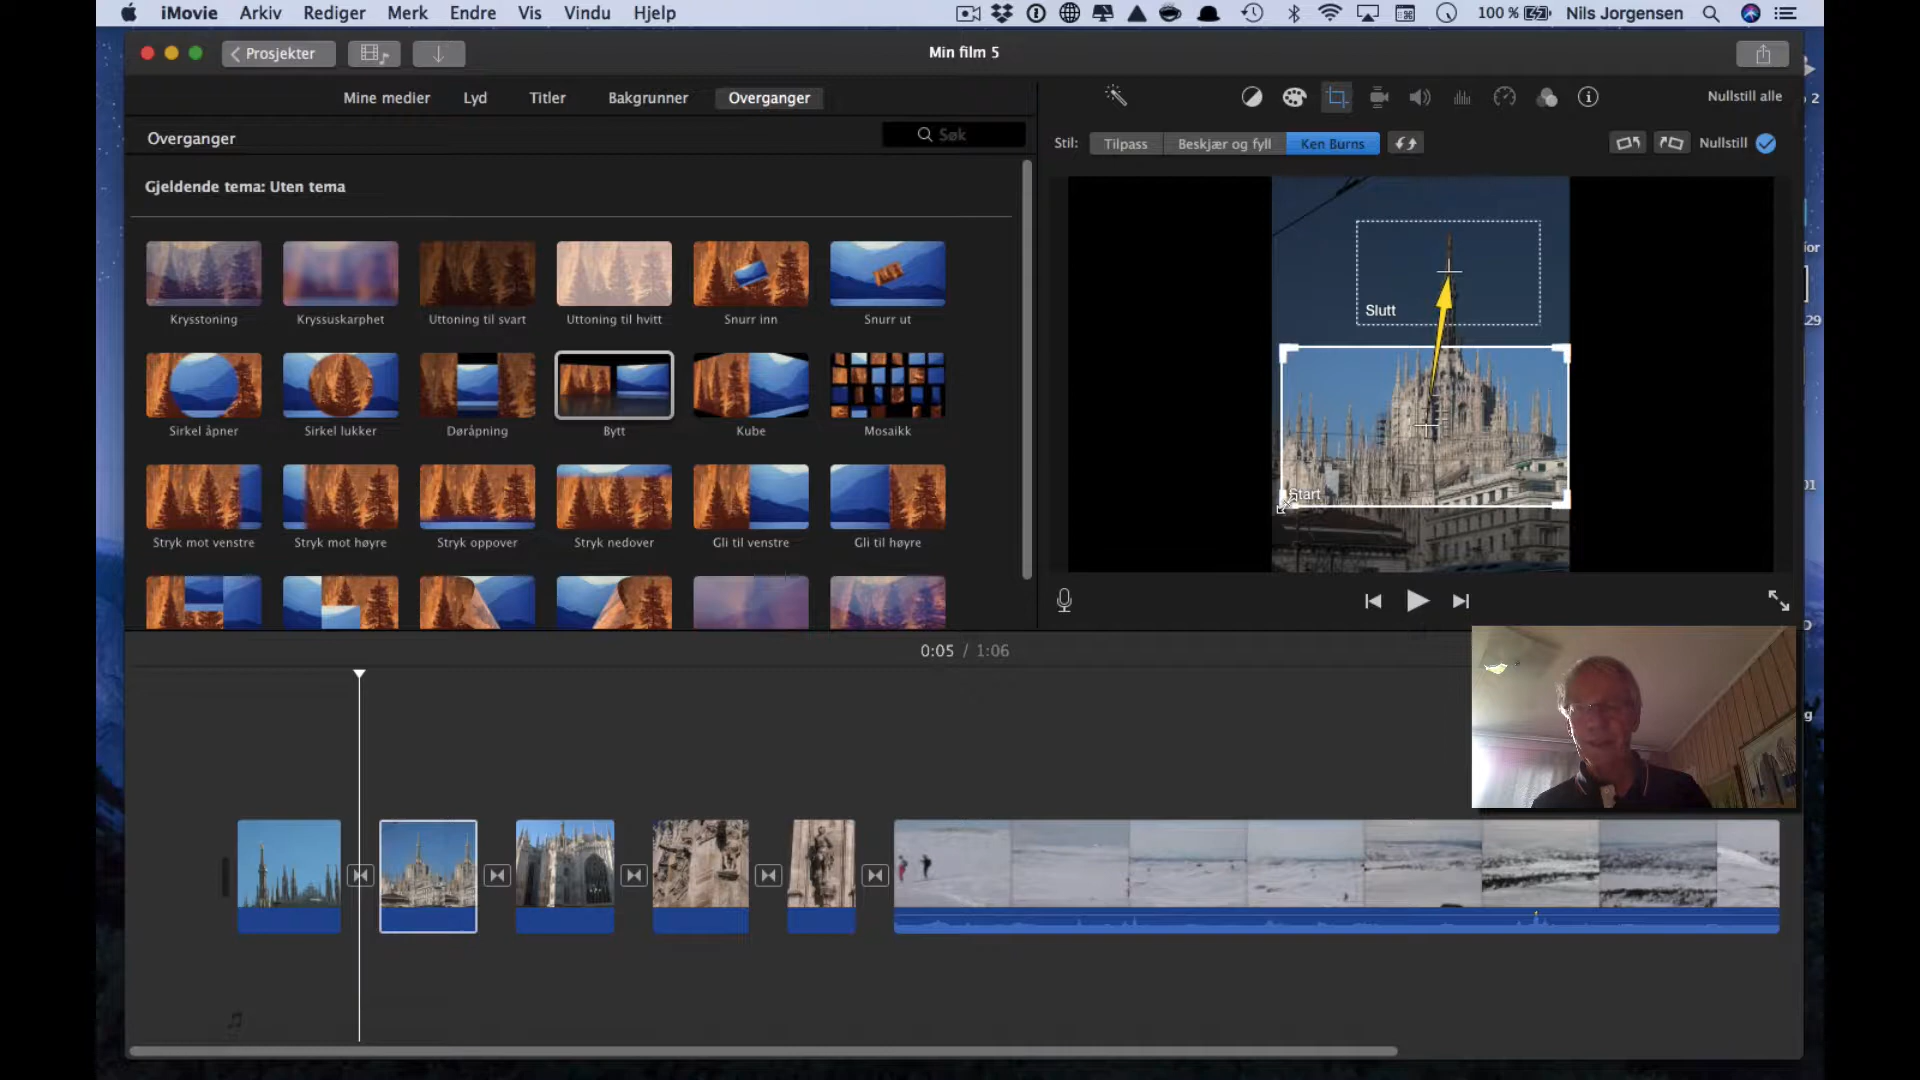 iMovie Arkiv Rediger Merk Endre Vis Vindu Hjelp 100 % Nils Jorgensen
Prosjekter Min film 5
Mine medier Lyd Titler Bakgrunner Overganger Nullstill alle
Overganger Søk Stil: Tilpass Beskjær og fyll Ken Burns Nullstill
Gjeldende tema: Uten tema
Krysstoning Kryssuskarphet Uttoning til svart Uttoning til hvitt Snurr inn Snurr ut
Slutt
Sirkel åpner Sirkel lukker Døråpning Bytt Kube Mosaikk
Start
Stryk mot venstre Stryk mot høyre Stryk oppover Stryk nedover Gli til venstre Gli til høyre
0:05 / 1:06